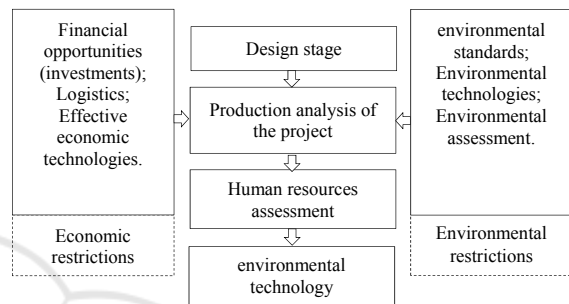 Financial
opportunities
(investments);
Logistics;
Effective
economic
technologies.
Economic
restrictions
Design stage
Production analysis of
the project
Human resources
assessment
environmental
technology
environmental
standards;
Environmental
technologies;
Environmental
assessment.
Environmental
restrictions